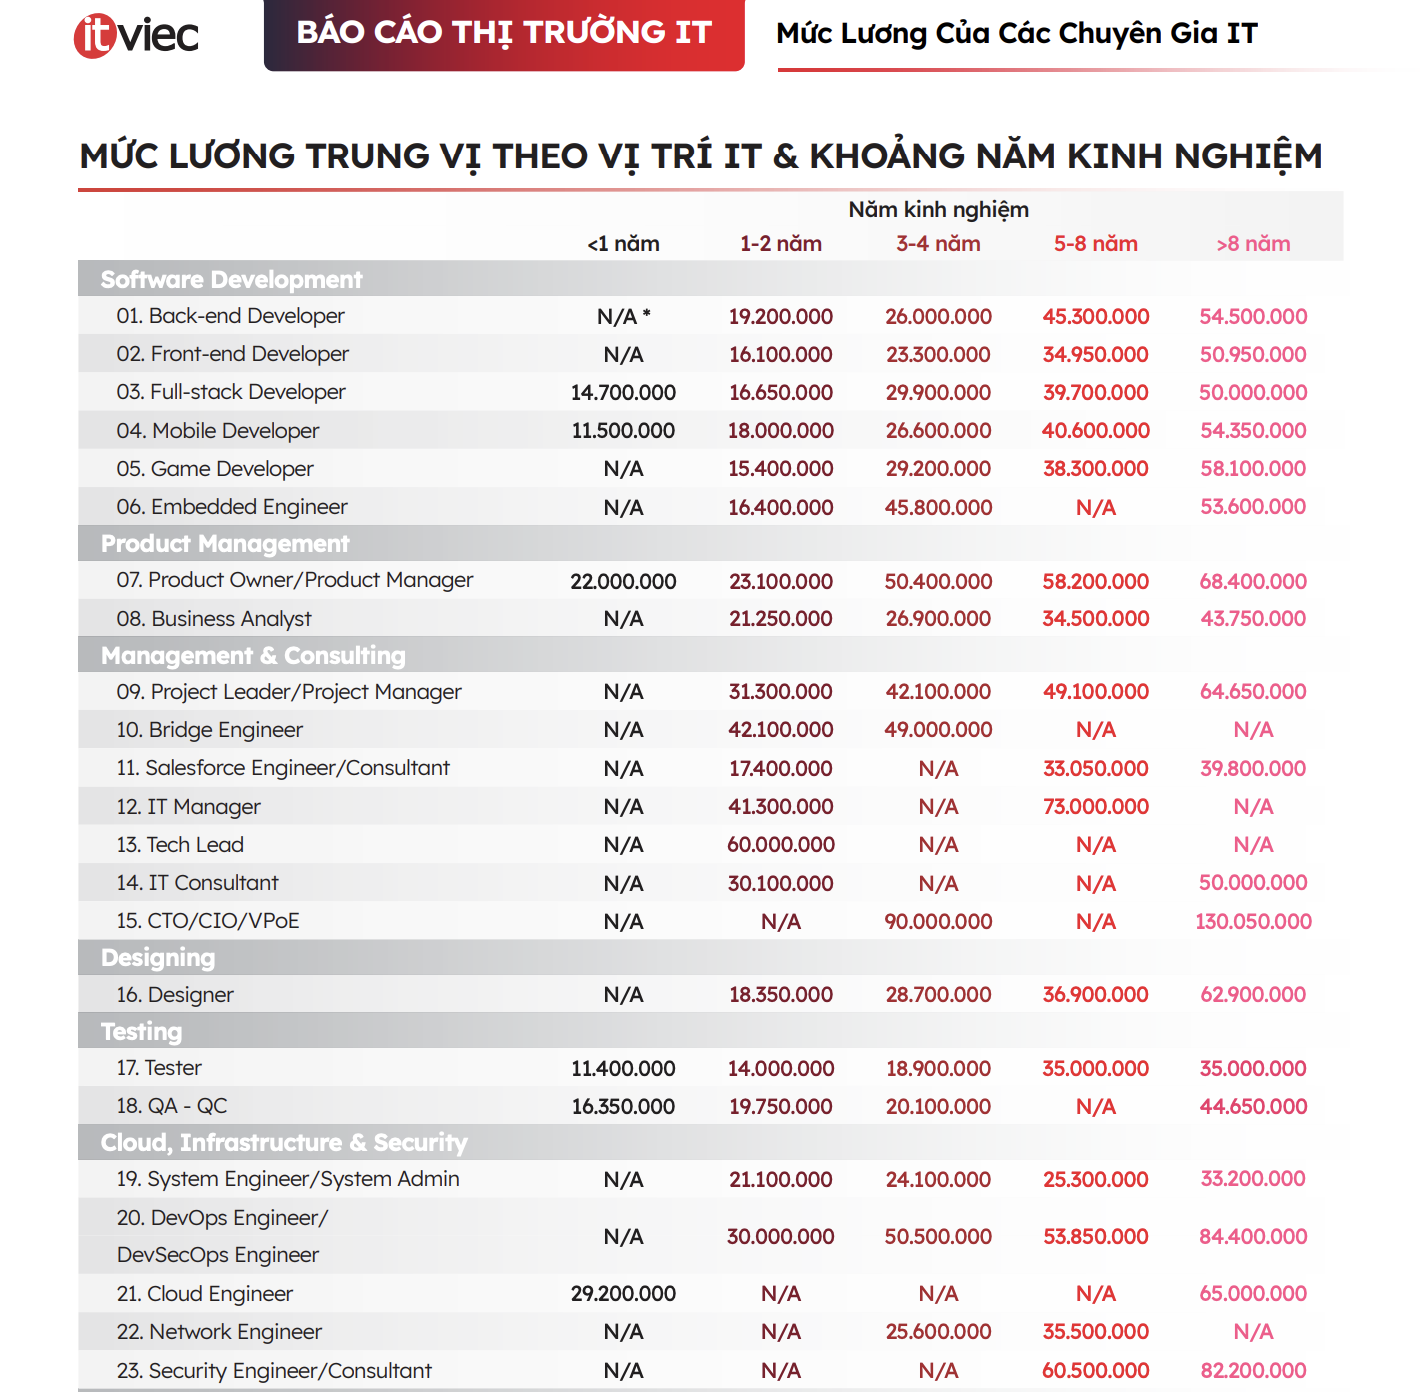 itviec
BÁO CÁO THỊ TRƯỜNG IT
Mức Lương Của Các Chuyên Gia IT
MỨC LƯƠNG TRUNG VỊ THEO VỊ TRÍ IT & KHOẢNG NĂM KINH NGHIỆM
Năm kinh nghiệm
<1 năm 1-2 năm 3-4 năm 5-8 năm >8 năm
Software Development
01. Back-end Developer N/A * 19.200.000 26.000.000 45.300.000 54.500.000
02. Front-end Developer N/A 16.100.000 23.300.000 34.950.000 50.950.000
03. Full-stack Developer 14.700.000 16.650.000 29.900.000 39.700.000 50.000.000
04. Mobile Developer 11.500.000 18.000.000 26.600.000 40.600.000 54.350.000
05. Game Developer N/A 15.400.000 29.200.000 38.300.000 58.100.000
06. Embedded Engineer N/A 16.400.000 45.800.000 N/A 53.600.000
Product Management
07. Product Owner/Product Manager 22.000.000 23.100.000 50.400.000 58.200.000 68.400.000
08. Business Analyst N/A 21.250.000 26.900.000 34.500.000 43.750.000
Management & Consulting
09. Project Leader/Project Manager N/A 31.300.000 42.100.000 49.100.000 64.650.000
10. Bridge Engineer N/A 42.100.000 49.000.000 N/A N/A
11. Salesforce Engineer/Consultant N/A 17.400.000 N/A 33.050.000 39.800.000
12. IT Manager N/A 41.300.000 N/A 73.000.000 N/A
13. Tech Lead N/A 60.000.000 N/A N/A N/A
14. IT Consultant N/A 30.100.000 N/A N/A 50.000.000
15. CTO/CIO/VPoE N/A N/A 90.000.000 N/A 130.050.000
Designing
16. Designer N/A 18.350.000 28.700.000 36.900.000 62.900.000
Testing
17. Tester 11.400.000 14.000.000 18.900.000 35.000.000 35.000.000
18. QA - QC 16.350.000 19.750.000 20.100.000 N/A 44.650.000
Cloud, Infrastructure & Security
19. System Engineer/System Admin N/A 21.100.000 24.100.000 25.300.000 33.200.000
20. DevOps Engineer/
DevSecOps Engineer N/A 30.000.000 50.500.000 53.850.000 84.400.000
21. Cloud Engineer 29.200.000 N/A N/A N/A 65.000.000
22. Network Engineer N/A N/A 25.600.000 35.500.000 N/A
23. Security Engineer/Consultant N/A N/A N/A 60.500.000 82.200.000